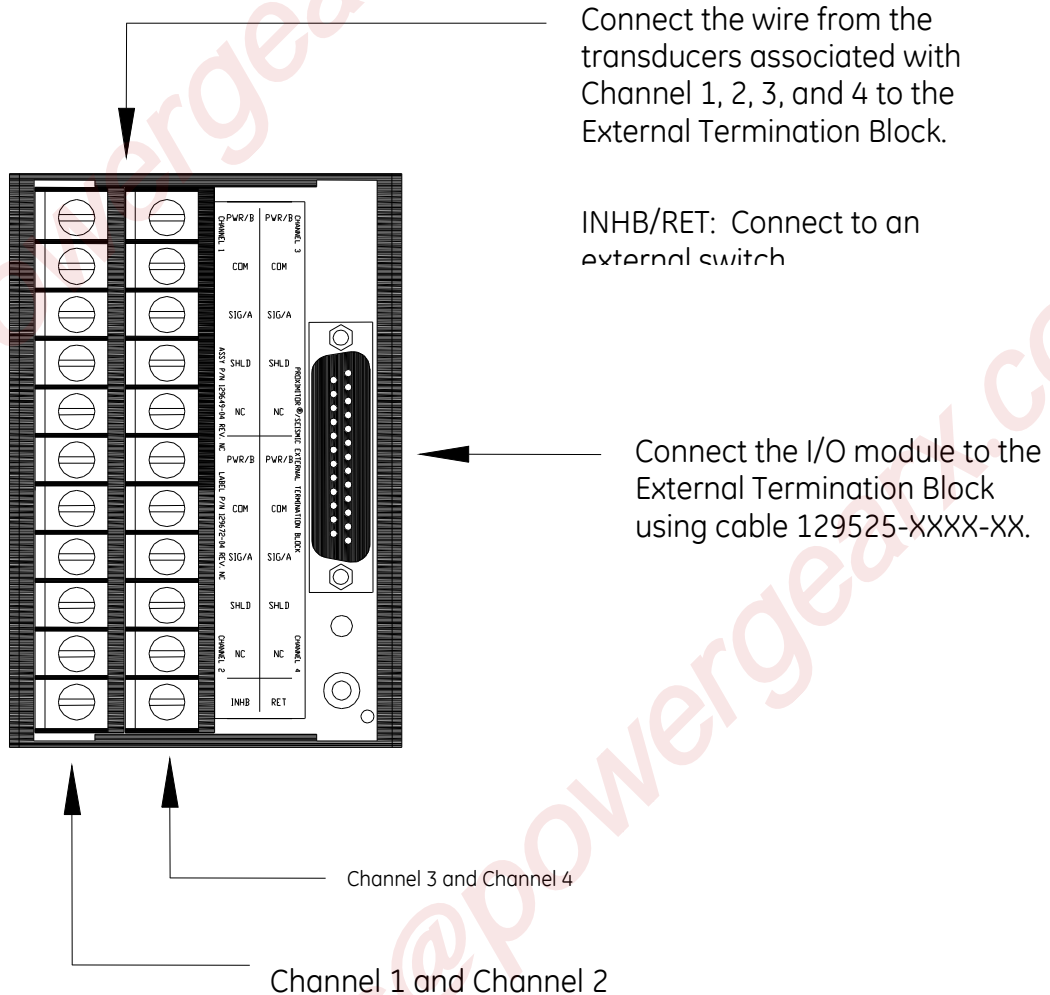 Connect the wire from the
transducers associated with
Channel 1, 2, 3, and 4 to the
External Termination Block.
INHB/RET: Connect to an
external switch
PWR/B PWR/B
COM COM
SIG/A SIG/A
SHLD SHLD
NC NC
PWR/B PWR/B
COM COM
SIG/A SIG/A
SHLD SHLD
NC NC
INHB RET
CHANNEL 1
ASSY P/N 129649-04 REV. NC
LABEL P/N 129672-04 REV. NC
CHANNEL 2
CHANNEL 3
PROXIMITOR®/SEISMIC EXTERNAL TERMINATION BLOCK
CHANNEL 4
Connect the I/O module to the
External Termination Block
using cable 129525-XXXX-XX.
Channel 3 and Channel 4
Channel 1 and Channel 2
@powergearx.co